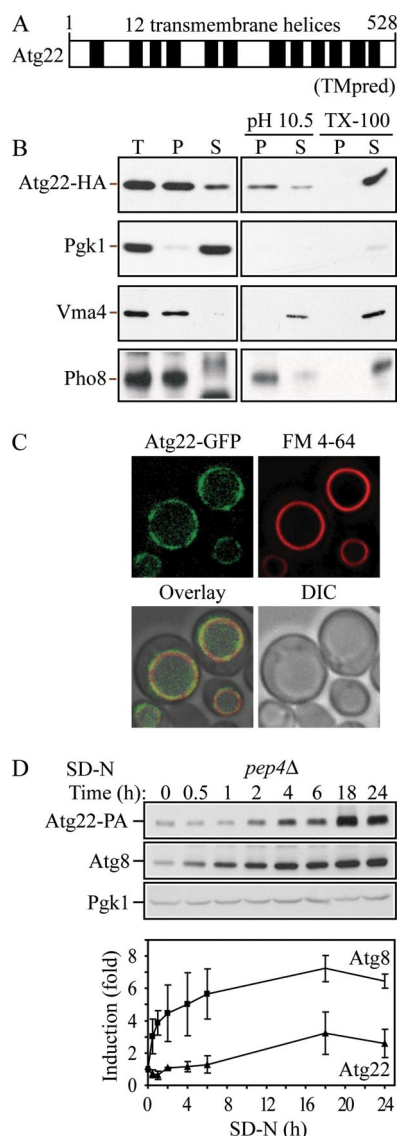 A
1 12 transmembrane helices 528
Atg22
(TMpred)
pH 10.5 TX-100
B T P S P S P S
Atg22-HA
Pgk1
Vma4
Pho8
C
Atg22-GFP FM 4-64
Overlay DIC
D SD-N pep4Δ
Time (h): 0 0.5 1 2 4 6 18 24
Atg22-PA
Atg8
Pgk1
8
6
4
2
0
Induction (fold)
Atg8
Atg22
0 4 8 12 16 20 24
SD-N (h)